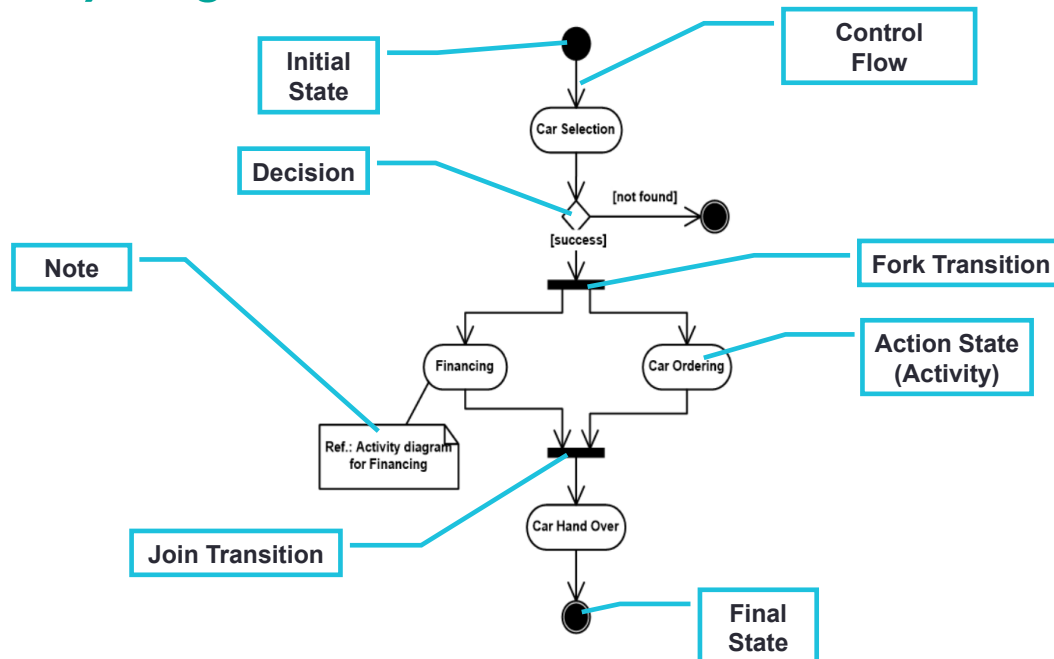 Initial
State
Control
Flow
Car Selection
Decision
[not found]
[success]
Note
Fork Transition
Financing
Car Ordering
Action State
(Activity)
Ref.: Activity diagram
for Financing
Car Hand Over
Join Transition
Final
State